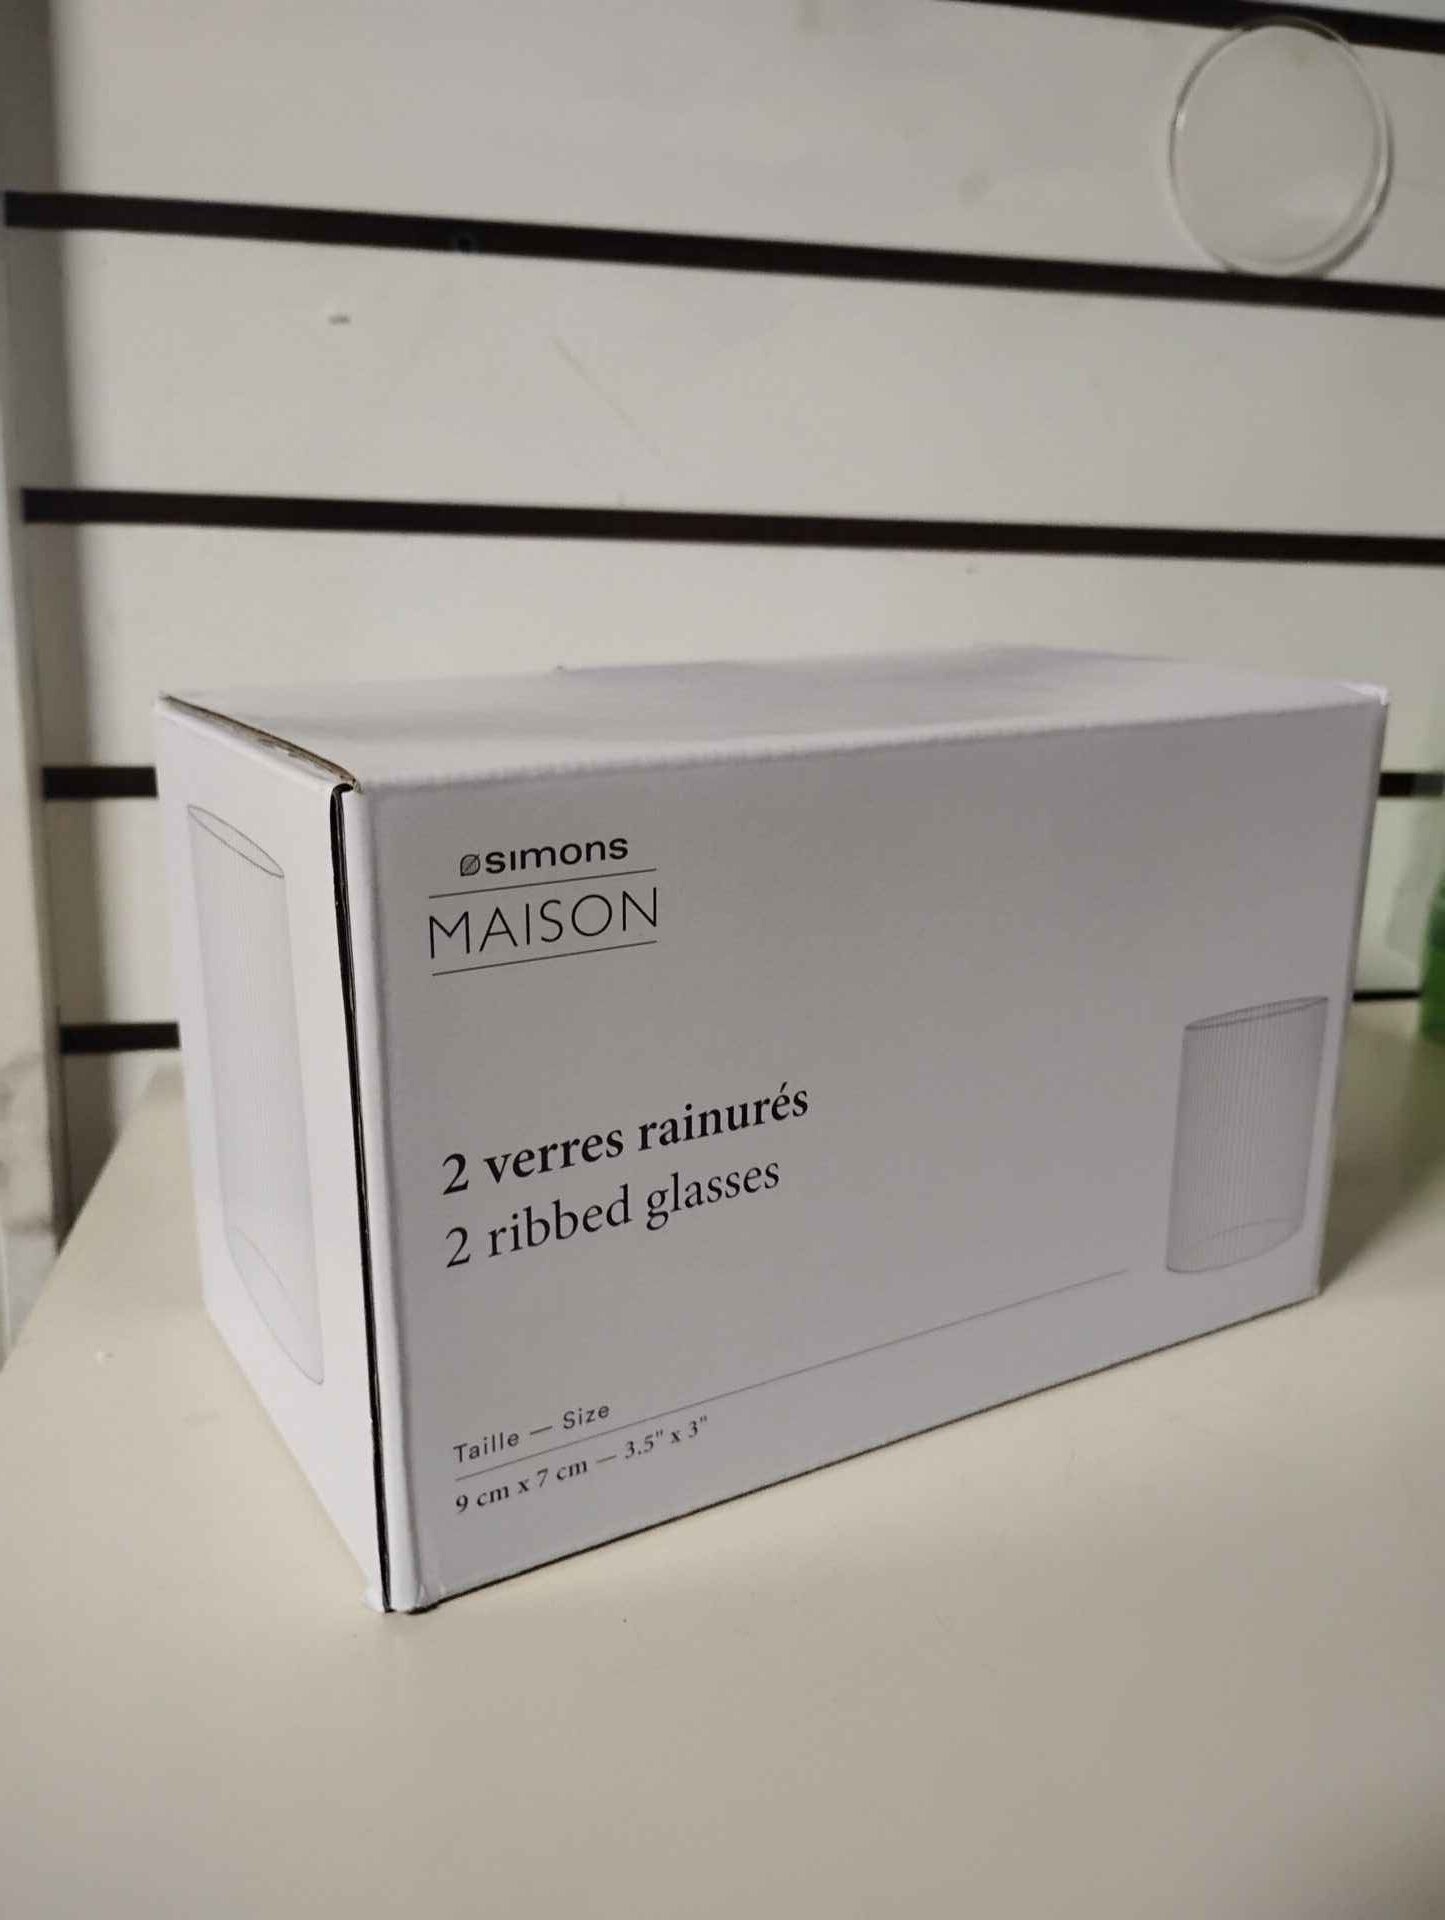 simons
MAISON
2 verres rainurés
2 ribbed glasses
Taille — Size
9 cm x 7 cm — 3.5" x 3"